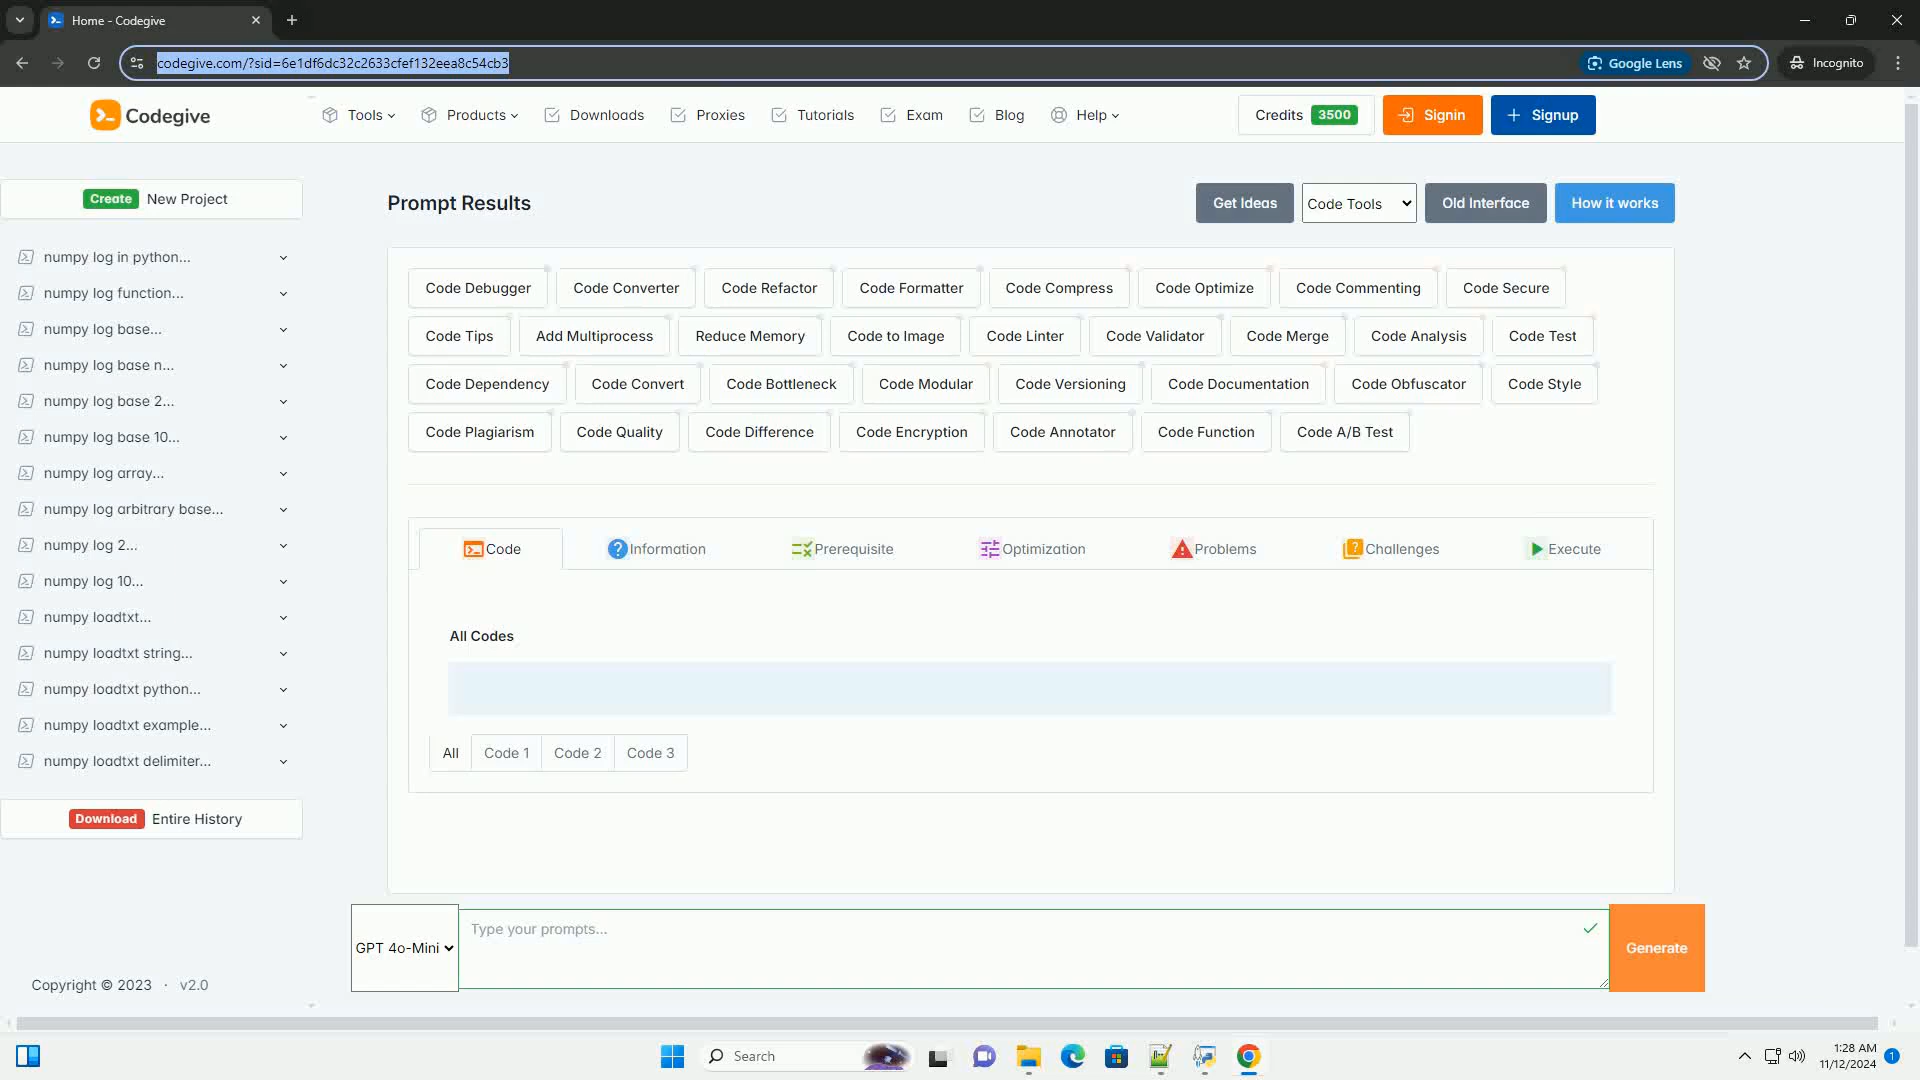 Home - Codegive
codegive.com/?sid=6e1df6dc32c2633cfef132eea8c54cb3
Google Lens
Incognito
Codegive
Tools
Products
Downloads
Proxies
Tutorials
Exam
Blog
Help
Credits 3500
Signin
Signup
Create New Project
numpy log in python...
numpy log function...
numpy log base...
numpy log base n...
numpy log base 2...
numpy log base 10...
numpy log array...
numpy log arbitrary base...
numpy log 2...
numpy log 10...
numpy loadtxt...
numpy loadtxt string...
numpy loadtxt python...
numpy loadtxt example...
numpy loadtxt delimiter...
Download Entire History
Copyright © 2023 · v2.0
Prompt Results
Get Ideas
Code Tools
Old Interface
How it works
Code Debugger
Code Converter
Code Refactor
Code Formatter
Code Compress
Code Optimize
Code Commenting
Code Secure
Code Tips
Add Multiprocess
Reduce Memory
Code to Image
Code Linter
Code Validator
Code Merge
Code Analysis
Code Test
Code Dependency
Code Convert
Code Bottleneck
Code Modular
Code Versioning
Code Documentation
Code Obfuscator
Code Style
Code Plagiarism
Code Quality
Code Difference
Code Encryption
Code Annotator
Code Function
Code A/B Test
Code
Information
Prerequisite
Optimization
Problems
Challenges
Execute
All Codes
All
Code 1
Code 2
Code 3
GPT 4o-Mini
Type your prompts...
Generate
Search
1:28 AM
11/12/2024
1